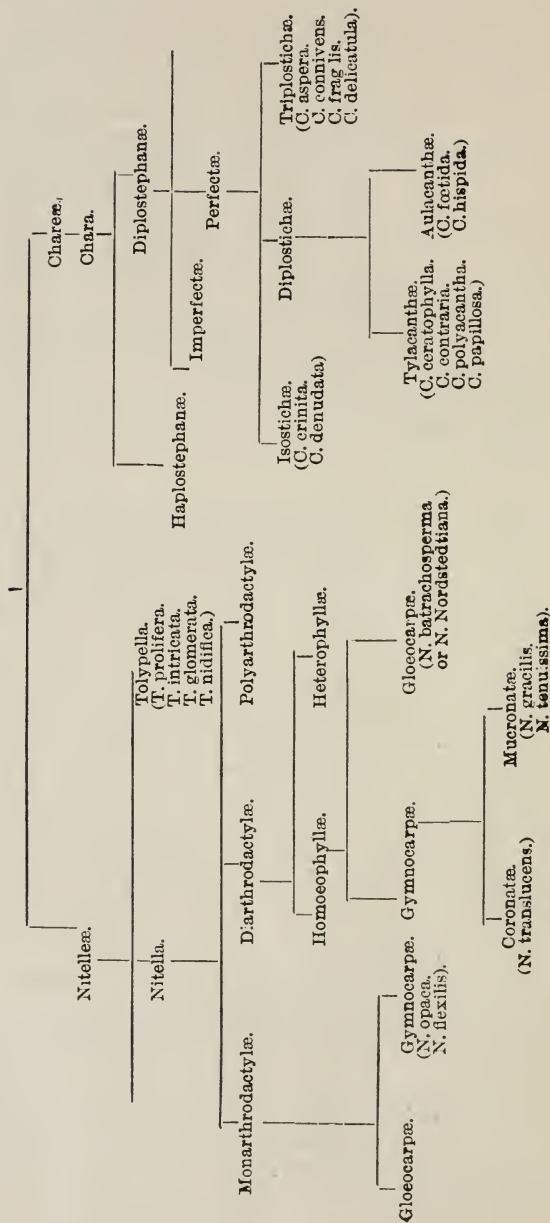 Nitelleæ.
Nitella.
Tolypella.
(T. prolifera.
T. intricata.
T. glomerata.
T. nidifica.)
Monarthrodactylæ.
Diarthrodactylæ.
Polyarthrodactylæ.
Homoeophyllæ.
Heterophyllæ.
Gloeocarpæ.
Gymnocarpæ.
(N. opaca.
N. flexilis).
Gymnocarpæ.
Gloeocarpæ.
(N. batrachosperma
or N. Nordstedtiana.)
Coronatæ.
(N. translucens.)
Mucronatæ.
(N. gracilis.
N. tenuissima).
Chareæ.
Chara.
Haplostephanæ.
Diplostephanæ.
Imperfectæ.
Perfectæ.
Isostichæ.
(C. crinita.
C. denudata)
Diplostichæ.
Triplostichæ.
(C. aspera.
C. connivens.
C. frag lis.
C. delicatula).
Tylacanthæ.
(C. ceratophylla.
C. contraria.
C. polyacantha.
C. papillosa.)
Aulacanthæ.
(C. fœtida.
C. hispida.)